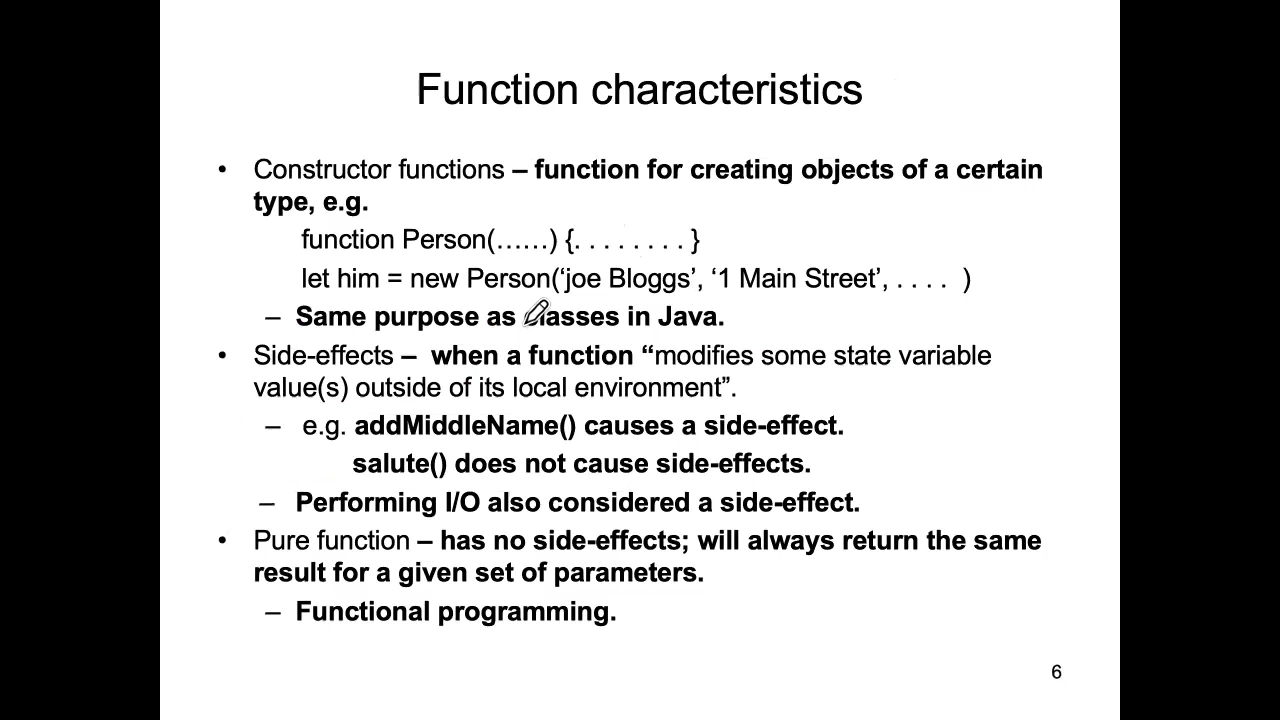 Function characteristics
• Constructor functions – function for creating objects of a certain
type, e.g.
function Person(……) {. . . . . . . . }
let him = new Person(‘joe Bloggs’, ‘1 Main Street’, . . . . )
– Same purpose as classes in Java.
• Side-effects – when a function “modifies some state variable
value(s) outside of its local environment”.
– e.g. addMiddleName() causes a side-effect.
salute() does not cause side-effects.
– Performing I/O also considered a side-effect.
• Pure function – has no side-effects; will always return the same
result for a given set of parameters.
– Functional programming.
6